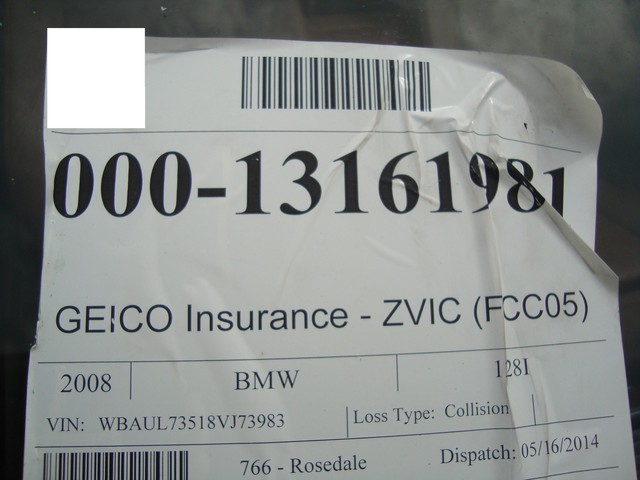 000-13161981
GEICO Insurance - ZVIC (FCC05)
2008 BMW 128I
VIN: WBAUL73518VJ73983 Loss Type: Collision
766 - Rosedale Dispatch: 05/16/2014